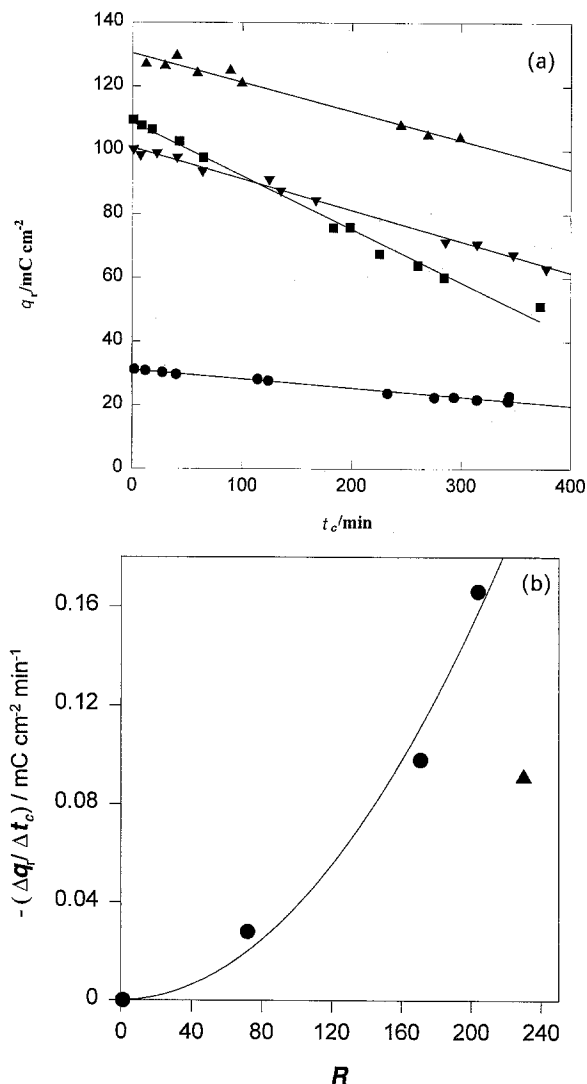 (a)
140
120
100
80
60
40
20
0
q_r/mC cm⁻²
0 100 200 300 400
t_c/min
(b)
0.16
0.12
0.08
0.04
0
- (Δq_r/Δt_c) / mC cm⁻² min⁻¹
0 40 80 120 160 200 240
R